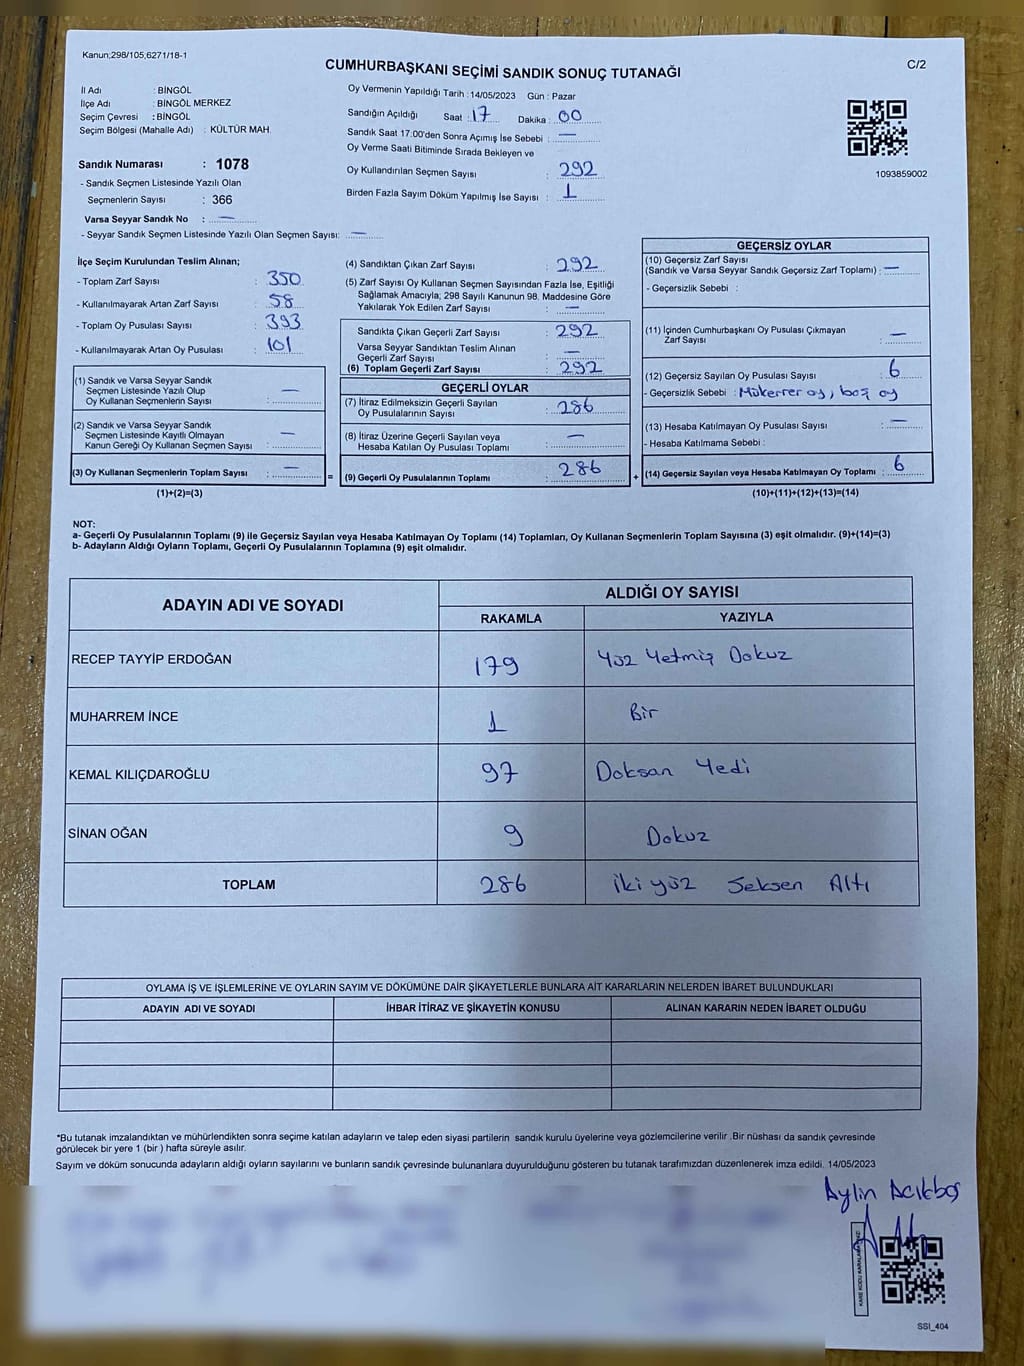 Kanun;298/105,6271/18-1
CUMHURBAŞKANI SEÇİMİ SANDIK SONUÇ TUTANAĞI
C/2
İl Adı : BİNGÖL
İlçe Adı : BİNGÖL MERKEZ
Seçim Çevresi : BİNGÖL
Seçim Bölgesi (Mahalle Adı) : KÜLTÜR MAH.
Sandık Numarası : 1078
- Sandık Seçmen Listesinde Yazılı Olan
Seçmenlerin Sayısı : 366
Varsa Seyyar Sandık No : —
- Seyyar Sandık Seçmen Listesinde Yazılı Olan Seçmen Sayısı: —
Oy Vermenin Yapıldığı Tarih :14/05/2023 Gün : Pazar
Sandığın Açıldığı Saat : 17 Dakika : 00
Sandık Saat 17.00'den Sonra Açımış İse Sebebi : —
Oy Verme Saati Bitiminde Sırada Bekleyen ve
Oy Kullandırılan Seçmen Sayısı : 292
Birden Fazla Sayım Döküm Yapılmış İse Sayısı : 1
1093859002
İlçe Seçim Kurulundan Teslim Alınan;
- Toplam Zarf Sayısı : 350
- Kullanılmayarak Artan Zarf Sayısı : 58
- Toplam Oy Pusulası Sayısı : 393
- Kullanılmayarak Artan Oy Pusulası : 101
(1) Sandık ve Varsa Seyyar Sandık
Seçmen Listesinde Yazılı Olup
Oy Kullanan Seçmenlerin Sayısı : —
(2) Sandık ve Varsa Seyyar Sandık
Seçmen Listesinde Kayıtlı Olmayan
Kanun Gereği Oy Kullanan Seçmen Sayısı : —
(3) Oy Kullanan Seçmenlerin Toplam Sayısı : —
(1)+(2)=(3)
(4) Sandıktan Çıkan Zarf Sayısı : 292
(5) Zarf Sayısı Oy Kullanan Seçmen Sayısından Fazla İse, Eşitliği
Sağlamak Amacıyla; 298 Sayılı Kanunun 98. Maddesine Göre
Yakılarak Yok Edilen Zarf Sayısı : —
Sandıkta Çıkan Geçerli Zarf Sayısı : 292
Varsa Seyyar Sandıktan Teslim Alınan
Geçerli Zarf Sayısı : —
(6) Toplam Geçerli Zarf Sayısı : 292
GEÇERLİ OYLAR
(7) İtiraz Edilmeksizin Geçerli Sayılan
Oy Pusulalarının Sayısı : 286
(8) İtiraz Üzerine Geçerli Sayılan veya
Hesaba Katılan Oy Pusulası Toplamı : —
= (9) Geçerli Oy Pusulalarının Toplamı : 286
GEÇERSİZ OYLAR
(10) Geçersiz Zarf Sayısı
(Sandık ve Varsa Seyyar Sandık Geçersiz Zarf Toplamı) : —
- Geçersizlik Sebebi :
(11) İçinden Cumhurbaşkanı Oy Pusulası Çıkmayan
Zarf Sayısı : —
(12) Geçersiz Sayılan Oy Pusulası Sayısı : 6
- Geçersizlik Sebebi : Mükerrer oy, boş oy
(13) Hesaba Katılmayan Oy Pusulası Sayısı : —
- Hesaba Katılmama Sebebi :
+ (14) Geçersiz Sayılan veya Hesaba Katılmayan Oy Toplamı : 6
(10)+(11)+(12)+(13)=(14)
NOT:
a- Geçerli Oy Pusulalarının Toplamı (9) ile Geçersiz Sayılan veya Hesaba Katılmayan Oy Toplamı (14) Toplamları, Oy Kullanan Seçmenlerin Toplam Sayısına (3) eşit olmalıdır. (9)+(14)=(3)
b- Adayların Aldığı Oyların Toplamı, Geçerli Oy Pusulalarının Toplamına (9) eşit olmalıdır.
ADAYIN ADI VE SOYADI ALDIĞI OY SAYISI
RAKAMLA YAZIYLA
RECEP TAYYİP ERDOĞAN 179 Yüz Yetmiş Dokuz
MUHARREM İNCE 1 Bir
KEMAL KILIÇDAROĞLU 97 Doksan Yedi
SİNAN OĞAN 9 Dokuz
TOPLAM 286 İki yüz Seksen Altı
OYLAMA İŞ VE İŞLEMLERİNE VE OYLARIN SAYIM VE DÖKÜMÜNE DAİR ŞİKAYETLERLE BUNLARA AİT KARARLARIN NELERDEN İBARET BULUNDUKLARI
ADAYIN ADI VE SOYADI İHBAR İTİRAZ VE ŞİKAYETİN KONUSU ALINAN KARARIN NEDEN İBARET OLDUĞU
*Bu tutanak imzalandıktan ve mühürlendikten sonra seçime katılan adayların ve talep eden siyasi partilerin sandık kurulu üyelerine veya gözlemcilerine verilir .Bir nüshası da sandık çevresinde
görülecek bir yere 1 (bir ) hafta süreyle asılır.
Sayım ve döküm sonucunda adayların aldığı oyların sayılarını ve bunların sandık çevresinde bulunanlara duyurulduğunu gösteren bu tutanak tarafımızdan düzenlenerek imza edildi. 14/05/2023
Aylin Acıkboş
SSI_404